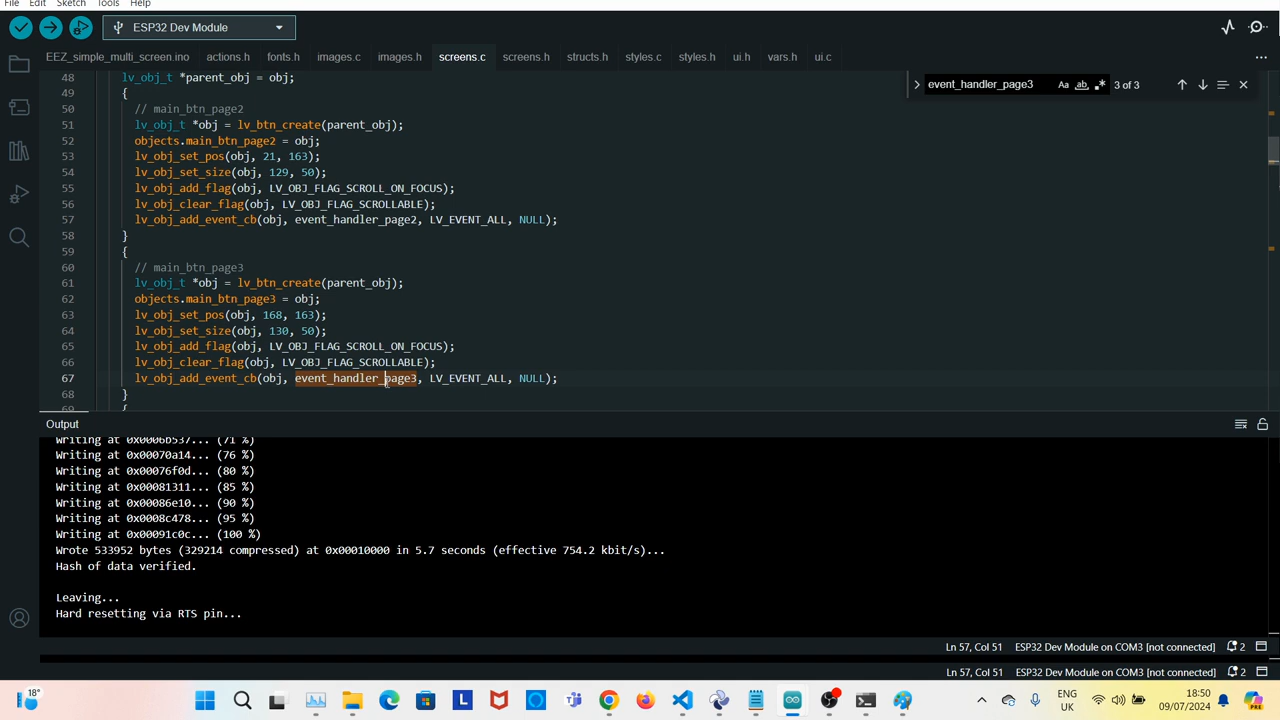 File Edit Sketch Tools Help
ESP32 Dev Module
EEZ_simple_multi_screen.ino actions.h fonts.h images.c images.h screens.c screens.h structs.h styles.c styles.h ui.h vars.h ui.c
48 lv_obj_t *parent_obj = obj;
event_handler_page3 Aa ab 3 of 3
49 {
50 // main_btn_page2
51 lv_obj_t *obj = lv_btn_create(parent_obj);
52 objects.main_btn_page2 = obj;
53 lv_obj_set_pos(obj, 21, 163);
54 lv_obj_set_size(obj, 129, 50);
55 lv_obj_add_flag(obj, LV_OBJ_FLAG_SCROLL_ON_FOCUS);
56 lv_obj_clear_flag(obj, LV_OBJ_FLAG_SCROLLABLE);
57 lv_obj_add_event_cb(obj, event_handler_page2, LV_EVENT_ALL, NULL);
58 }
59 {
60 // main_btn_page3
61 lv_obj_t *obj = lv_btn_create(parent_obj);
62 objects.main_btn_page3 = obj;
63 lv_obj_set_pos(obj, 168, 163);
64 lv_obj_set_size(obj, 130, 50);
65 lv_obj_add_flag(obj, LV_OBJ_FLAG_SCROLL_ON_FOCUS);
66 lv_obj_clear_flag(obj, LV_OBJ_FLAG_SCROLLABLE);
67 lv_obj_add_event_cb(obj, event_handler_page3, LV_EVENT_ALL, NULL);
68 }
69 {
Output
Writing at 0x0006b537... (71 %)
Writing at 0x00070a14... (76 %)
Writing at 0x00076f0d... (80 %)
Writing at 0x00081311... (85 %)
Writing at 0x00086e10... (90 %)
Writing at 0x0008c478... (95 %)
Writing at 0x00091c0c... (100 %)
Wrote 533952 bytes (329214 compressed) at 0x00010000 in 5.7 seconds (effective 754.2 kbit/s)...
Hash of data verified.
Leaving...
Hard resetting via RTS pin...
Ln 57, Col 51 ESP32 Dev Module on COM3 [not connected] 2
Ln 57, Col 51 ESP32 Dev Module on COM3 [not connected] 2
18° L ENG 18:50
UK 09/07/2024 PRE